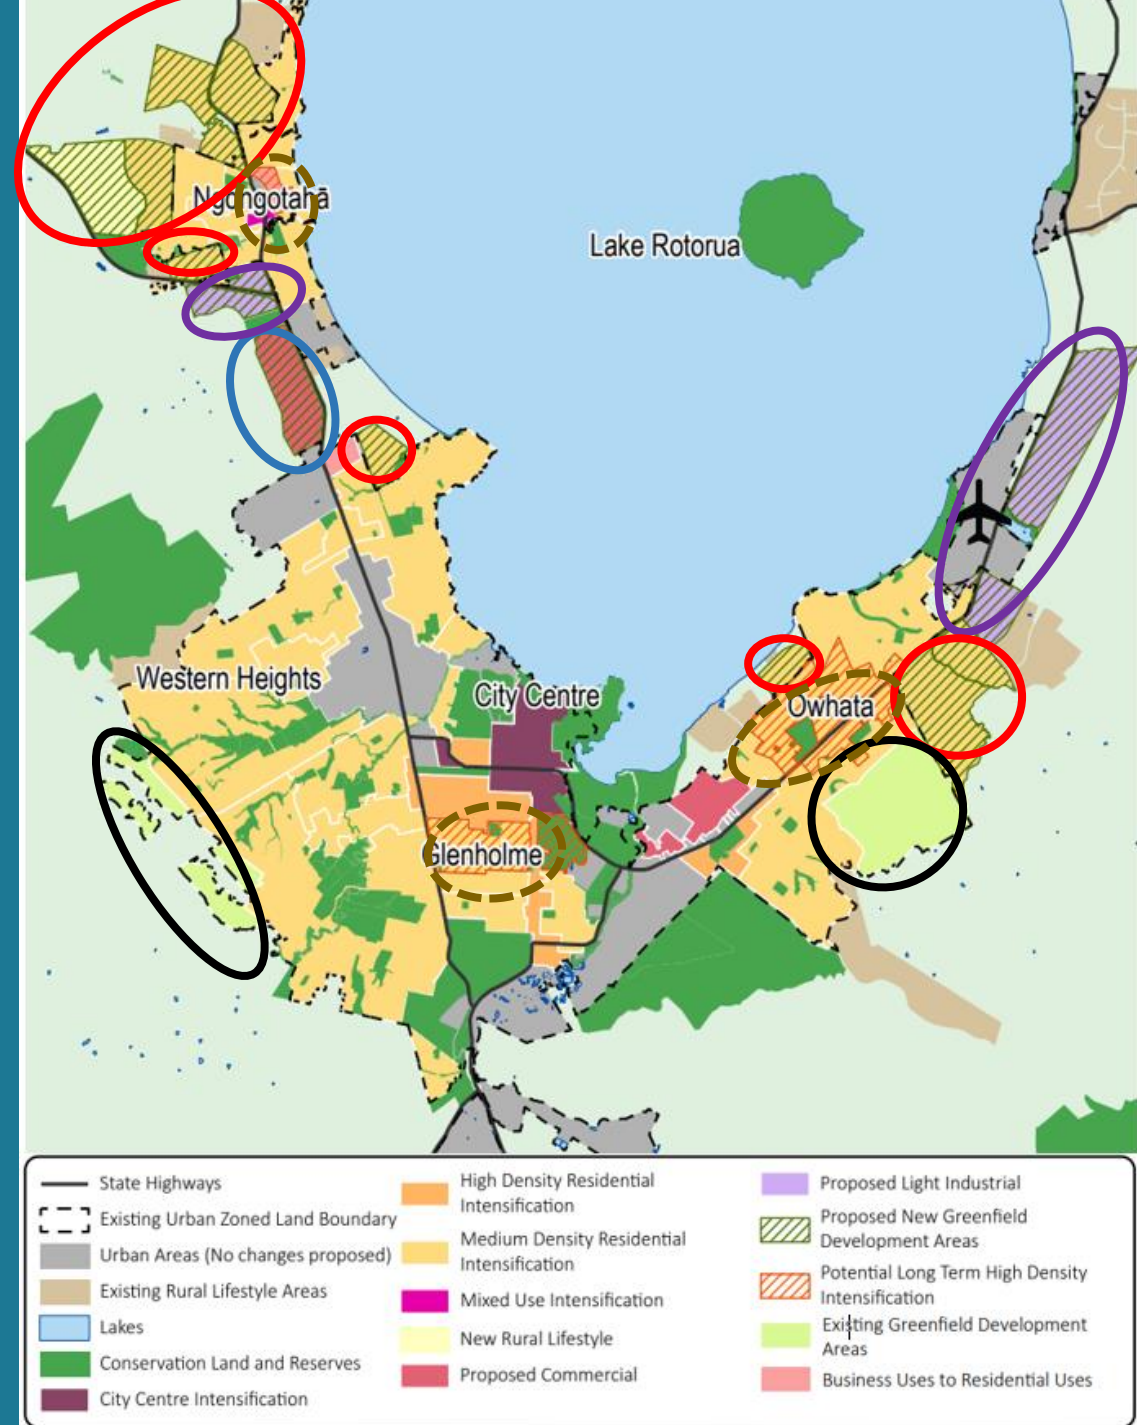 Ngongotahā
Lake Rotorua
Western Heights
City Centre
Owhata
Glenholme
State Highways
Existing Urban Zoned Land Boundary
Urban Areas (No changes proposed)
Existing Rural Lifestyle Areas
Lakes
Conservation Land and Reserves
City Centre Intensification
High Density Residential
Intensification
Medium Density Residential
Intensification
Mixed Use Intensification
New Rural Lifestyle
Proposed Commercial
Proposed Light Industrial
Proposed New Greenfield
Development Areas
Potential Long Term High Density
Intensification
Existing Greenfield Development
Areas
Business Uses to Residential Uses